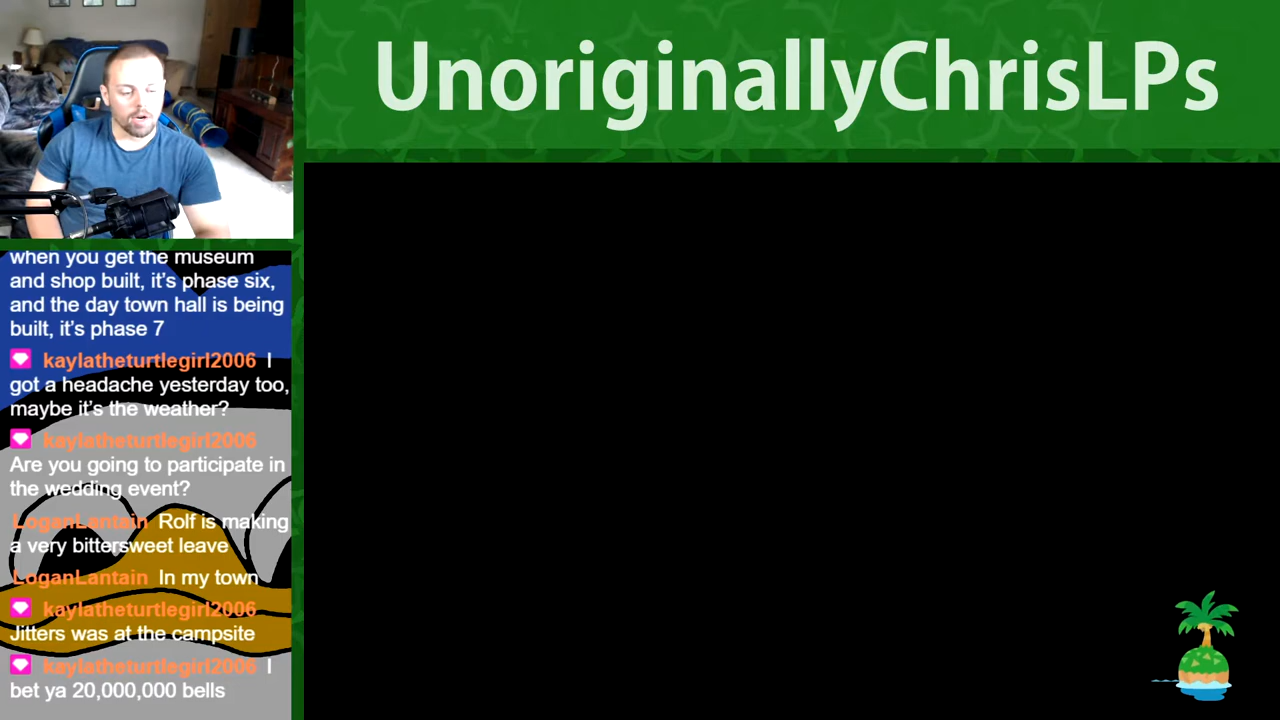 UnoriginallyChrisLPs
when you get the museum
and shop built, it's phase six,
and the day town hall is being
built, it's phase 7
kaylatheturtlegirl2006 I
got a headache yesterday too,
maybe it's the weather?
kaylatheturtlegirl2006
Are you going to participate in
the wedding event?
LoganLantain Rolf is making
a very bittersweet leave
LoganLantain In my town
kaylatheturtlegirl2006
Jitters was at the campsite
kaylatheturtlegirl2006 I
bet ya 20,000,000 bells